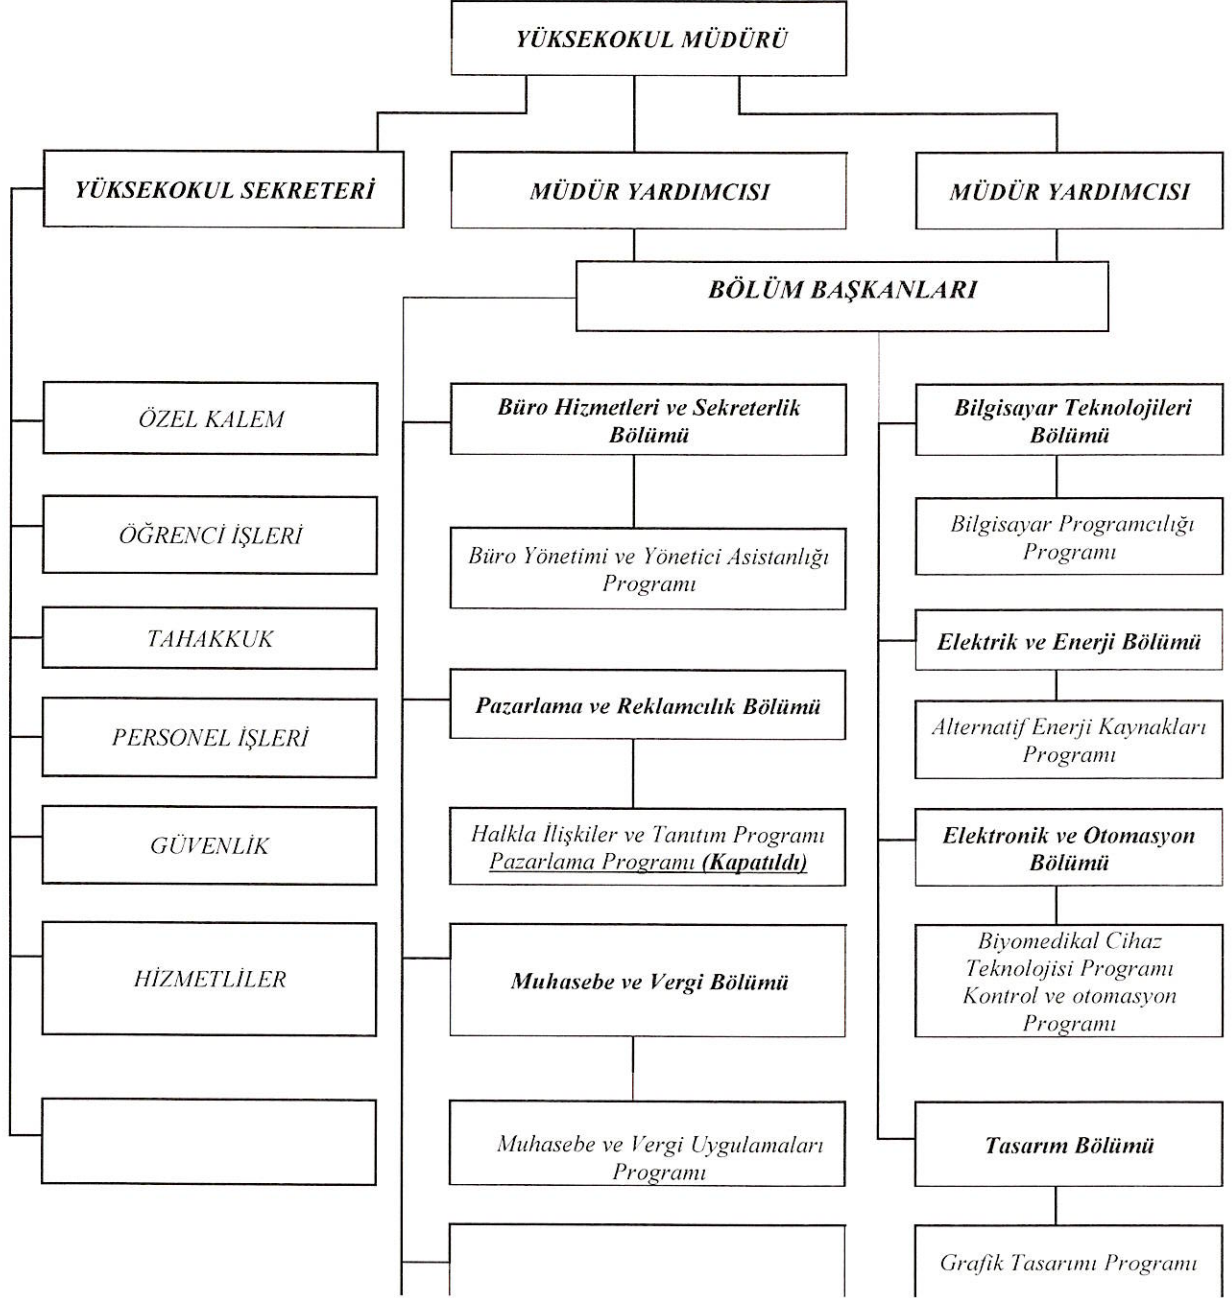 YÜKSEKOKUL MÜDÜRÜ
YÜKSEKOKUL SEKRETERİ
MÜDÜR YARDIMCISI
MÜDÜR YARDIMCISI
BÖLÜM BAŞKANLARI
ÖZEL KALEM
ÖĞRENCİ İŞLERİ
TAHAKKUK
PERSONEL İŞLERİ
GÜVENLİK
HİZMETLİLER
Büro Hizmetleri ve Sekreterlik
Bölümü
Büro Yönetimi ve Yönetici Asistanlığı
Programı
Pazarlama ve Reklamcılık Bölümü
Halkla İlişkiler ve Tanıtım Programı
Pazarlama Programı (Kapatıldı)
Muhasebe ve Vergi Bölümü
Muhasebe ve Vergi Uygulamaları
Programı
Bilgisayar Teknolojileri
Bölümü
Bilgisayar Programcılığı
Programı
Elektrik ve Enerji Bölümü
Alternatif Enerji Kaynakları
Programı
Elektronik ve Otomasyon
Bölümü
Biyomedikal Cihaz
Teknolojisi Programı
Kontrol ve otomasyon
Programı
Tasarım Bölümü
Grafik Tasarımı Programı